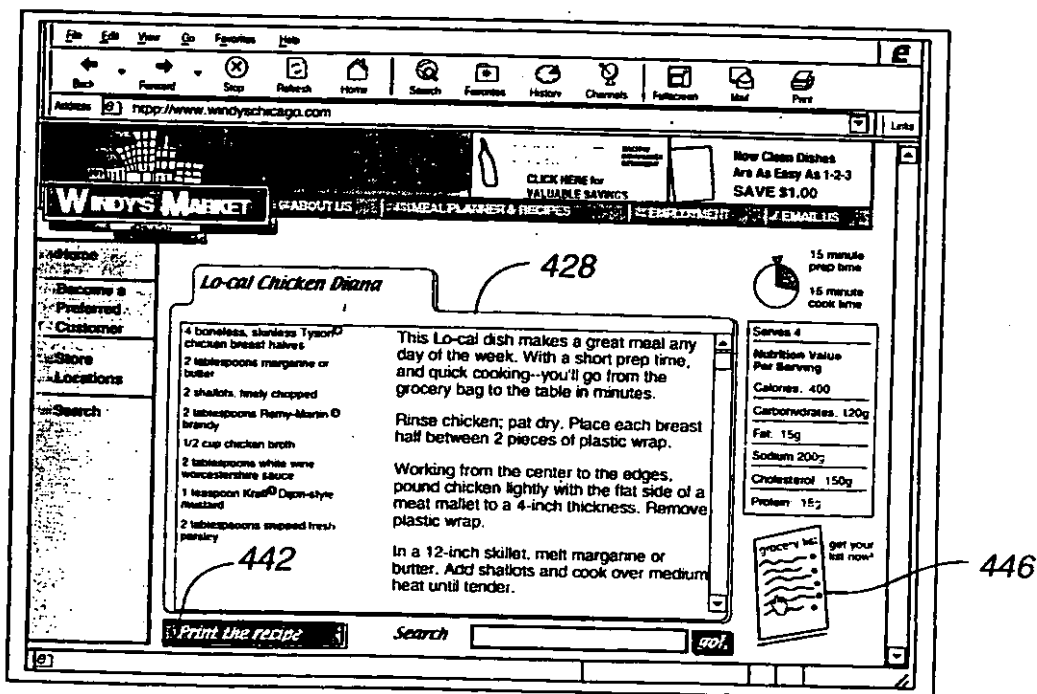 File Edit View Go Favorites Help
Back Forward Stop Refresh Home Search Favorites History Channels Fullscreen Mail Print
Address htpp://www.windyschicago.com Links
CLICK HERE for
VALUABLE SAVINGS
Now Clean Dishes
Are As Easy As 1-2-3
SAVE $1.00
WINDY'S MARKET
ABOUT US MEAL PLANNER & RECIPES EMPLOYMENT EMAIL US
Home
Become a
Preferred
Customer
Store
Locations
Search
Lo-cal Chicken Diana
428
4 boneless, skinless Tyson
chicken breast halves
2 tablespoons margarine or
butter
2 shallots, finely chopped
2 tablespoons Remy-Martin
brandy
1/2 cup chicken broth
2 tablespoons white wine
worcestershire sauce
1 teaspoon Kraft Dijon-style
mustard
2 tablespoons snipped fresh
parsley
442
This Lo-cal dish makes a great meal any
day of the week. With a short prep time,
and quick cooking--you'll go from the
grocery bag to the table in minutes.
Rinse chicken; pat dry. Place each breast
half between 2 pieces of plastic wrap.
Working from the center to the edges,
pound chicken lightly with the flat side of a
meat mallet to a 4-inch thickness. Remove
plastic wrap.
In a 12-inch skillet, melt margarine or
butter. Add shallots and cook over medium
heat until tender.
15 minute
prep time
15 minute
cook time
Serves 4
Nutrition Value
Per Serving
Calories. 400
Carbohydrates. 120g
Fat. 15g
Sodium 200g
Cholesterol 150g
Protein 15g
grocery list
get your
list now
446
Print the recipe
Search go!